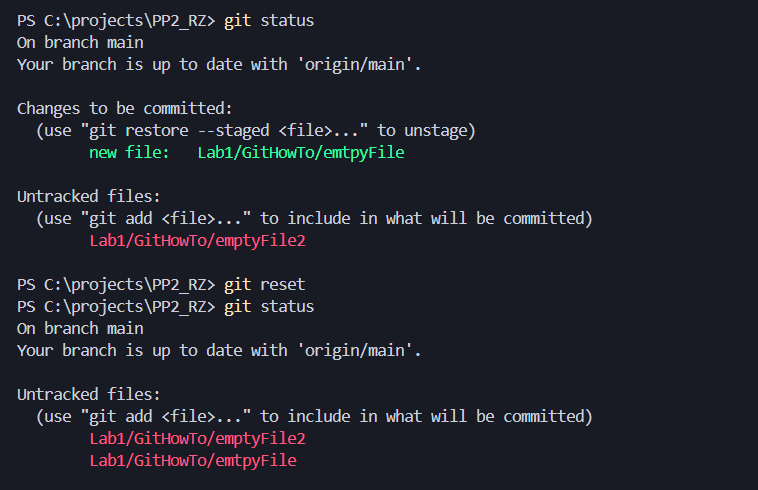 PS C:\projects\PP2_RZ> git status
On branch main
Your branch is up to date with 'origin/main'.

Changes to be committed:
  (use "git restore --staged <file>..." to unstage)
        new file:   Lab1/GitHowTo/emtpyFile

Untracked files:
  (use "git add <file>..." to include in what will be committed)
        Lab1/GitHowTo/emptyFile2

PS C:\projects\PP2_RZ> git reset
PS C:\projects\PP2_RZ> git status
On branch main
Your branch is up to date with 'origin/main'.

Untracked files:
  (use "git add <file>..." to include in what will be committed)
        Lab1/GitHowTo/emptyFile2
        Lab1/GitHowTo/emtpyFile